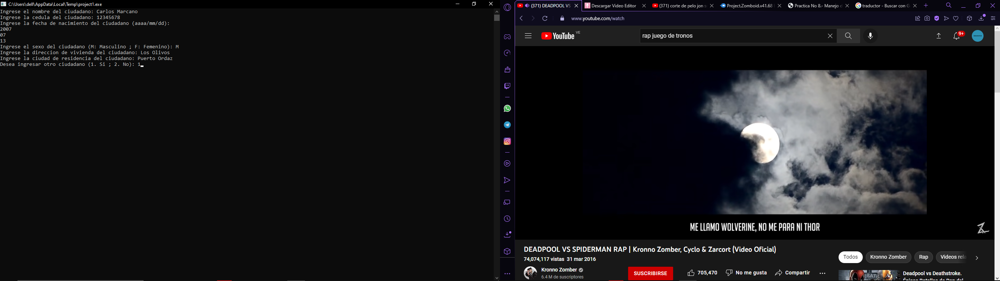 C:\Users\dell\AppData\Local\Temp\project1.exe
Ingrese el nombre del ciudadano: Carlos Marcano
Ingrese la cedula del ciudadano: 12345678
Ingrese la fecha de nacimiento del ciudadano (aaaa/mm/dd):
2007
07
13
Ingrese el sexo del ciudadano (M: Masculino ; F: Femenino): M
Ingrese la direccion de vivienda del ciudadano: Los Olivos
Ingrese la ciudad de residencia del ciudadano: Puerto Ordaz
Desea ingresar otro ciudadano (1. Si ; 2. No): 1
(371) DEADPOOL VS
Descargar Video Editor
(371) corte de pelo jon
Project.Zomboid.v41.68
Practica No 8.- Manejo
traductor - Buscar con
www.youtube.com/watch
YouTube VE
rap juego de tronos
9+
ME LLAMO WOLVERINE, NO ME PARA NI THOR
DEADPOOL VS SPIDERMAN RAP | Kronno Zomber, Cyclo & Zarcort (Video Oficial)
74,074,117 vistas 31 mar 2016
Kronno Zomber
6.4 M de suscriptores
SUSCRIBIRSE
705,470
No me gusta
Compartir
Todos
Kronno Zomber
Rap
Videos
Deadpool vs Deathstroke.
Épicas Batallas de Rap del